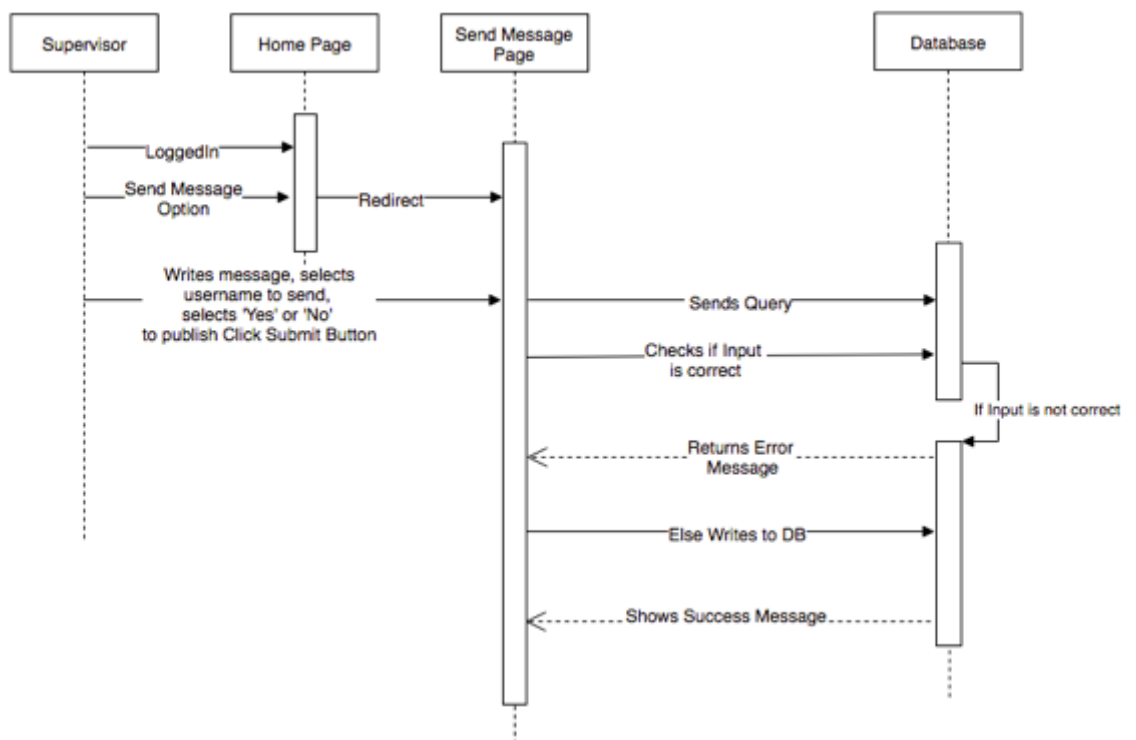 Supervisor
Home Page
Send Message
Page
Database
LoggedIn
Send Message
Option
Redirect
Writes message, selects
username to send,
selects 'Yes' or 'No'
to publish Click Submit Button
Sends Query
Checks if Input
is correct
If Input is not correct
Returns Error
Message
Else Writes to DB
Shows Success Message